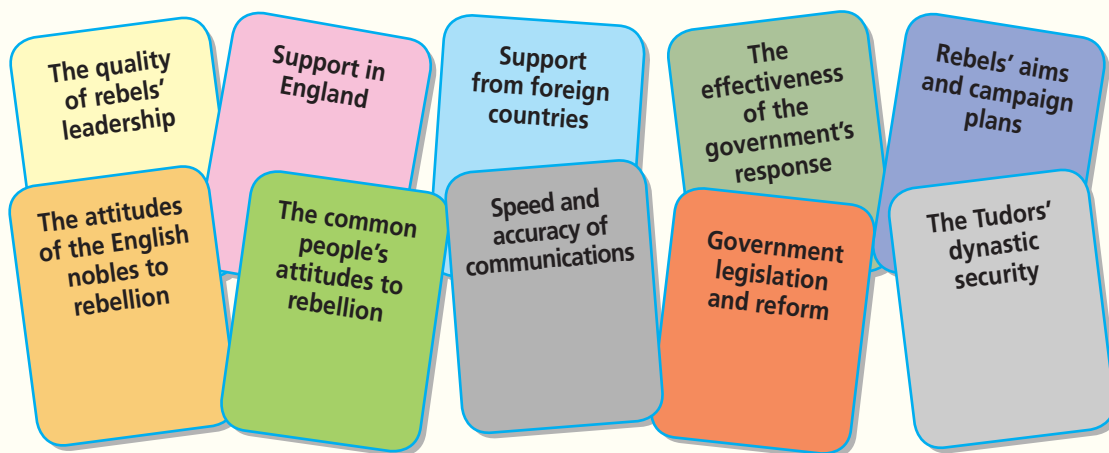 The quality
of rebels'
leadership
Support in
England
Support
from foreign
countries
The
effectiveness
of the
government's
response
Rebels' aims
and campaign
plans
The attitudes
of the English
nobles to
rebellion
The common
people's
attitudes to
rebellion
Speed and
accuracy of
communications
Government
legislation
and reform
The Tudors'
dynastic
security